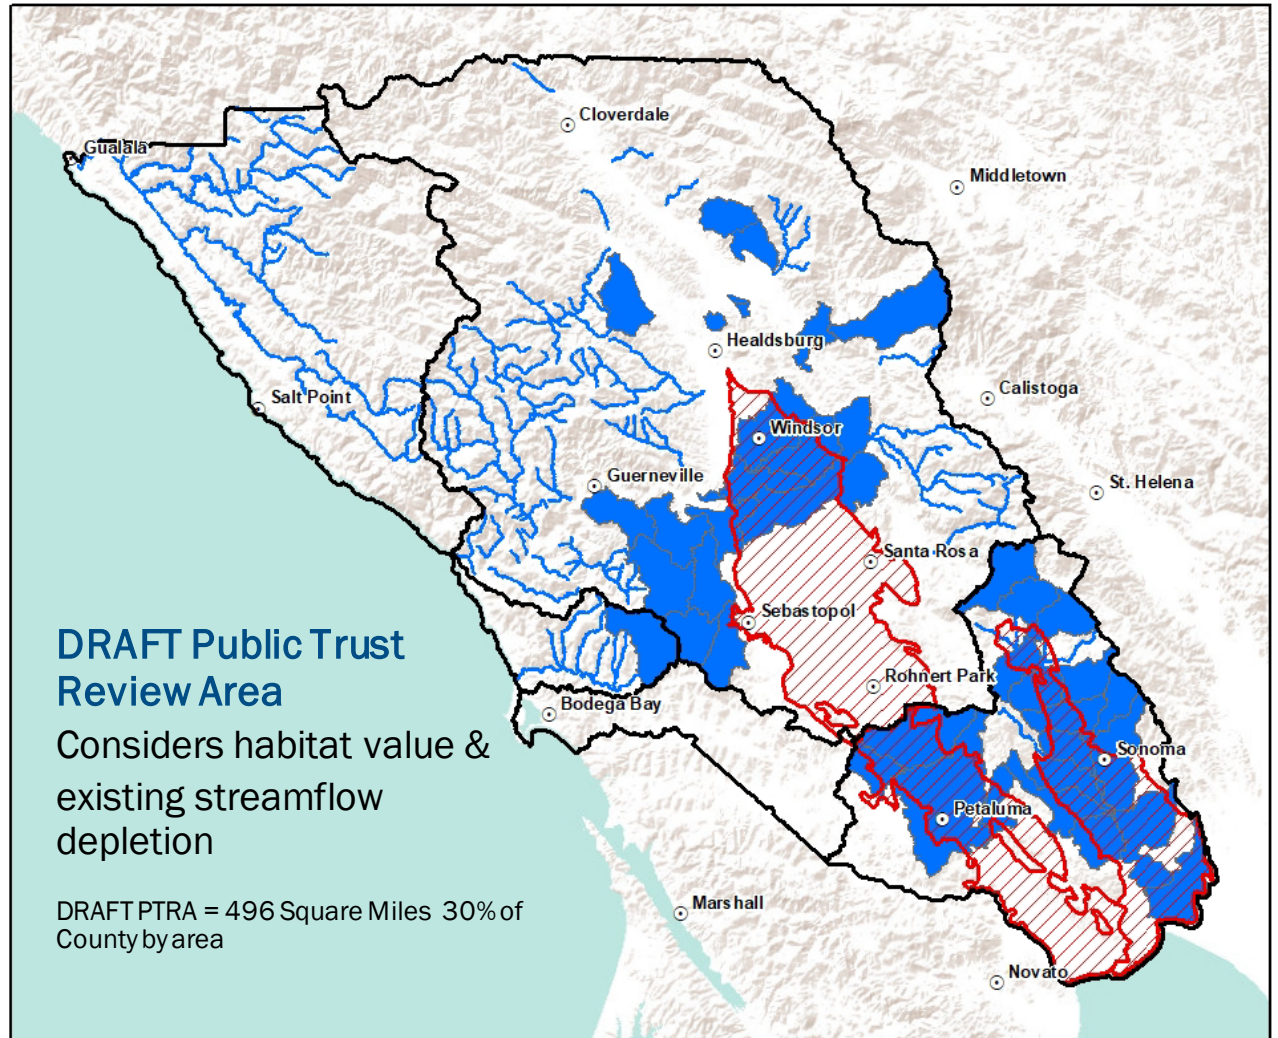 Cloverdale
Gualala
Middletown
Healdsburg
Calistoga
Salt Point
Windsor
Guerneville
St. Helena
Santa Rosa
Sebastopol
Rohnert Park
Bodega Bay
Sonoma
Petaluma
Marshall
Novato
DRAFT Public Trust
Review Area
Considers habitat value &
existing streamflow
depletion
DRAFT PTRA = 496 Square Miles 30% of
County by area